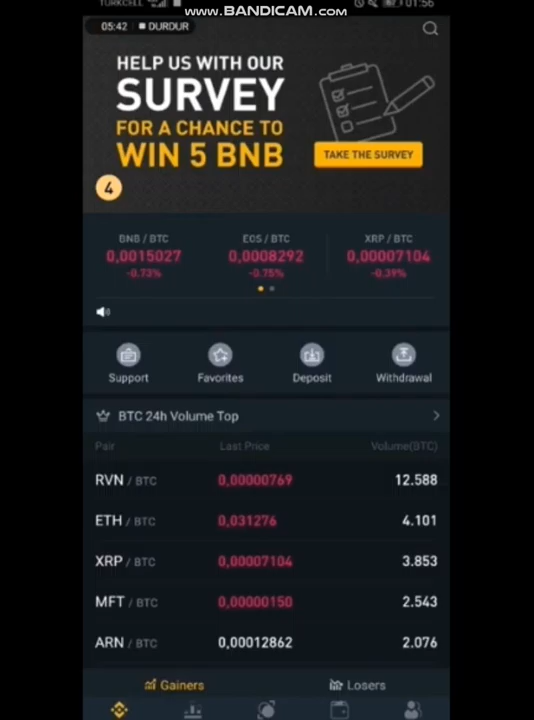 www.BANDICAM.com
TURKCELL
01:56
05:42 ■ DURDUR
HELP US WITH OUR
SURVEY
FOR A CHANCE TO
WIN 5 BNB
TAKE THE SURVEY
4
BNB / BTC EOS / BTC XRP / BTC
0,0015027 0,0008292 0,00007104
-0.73% -0.75% -0.39%
Support Favorites Deposit Withdrawal
BTC 24h Volume Top
Pair Last Price Volume(BTC)
RVN / BTC 0,00000769 12.588
ETH / BTC 0,031276 4.101
XRP / BTC 0,00007104 3.853
MFT / BTC 0,00000150 2.543
ARN / BTC 0,00012862 2.076
Gainers Losers